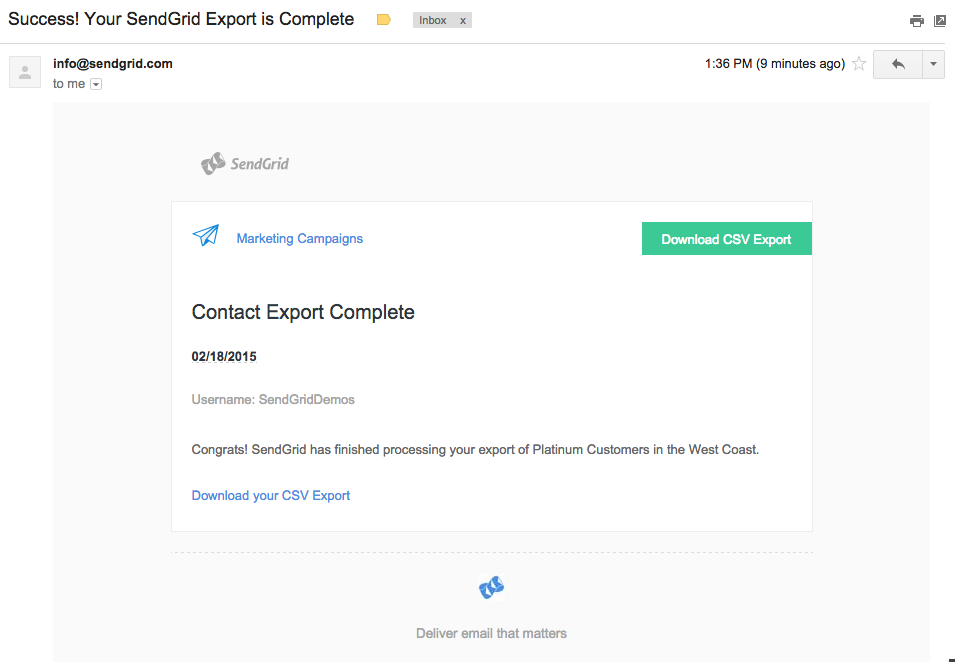 Success! Your SendGrid Export is Complete Inbox x
info@sendgrid.com 1:36 PM (9 minutes ago)
to me
SendGrid
Marketing Campaigns Download CSV Export
Contact Export Complete
02/18/2015
Username: SendGridDemos
Congrats! SendGrid has finished processing your export of Platinum Customers in the West Coast.
Download your CSV Export
Deliver email that matters